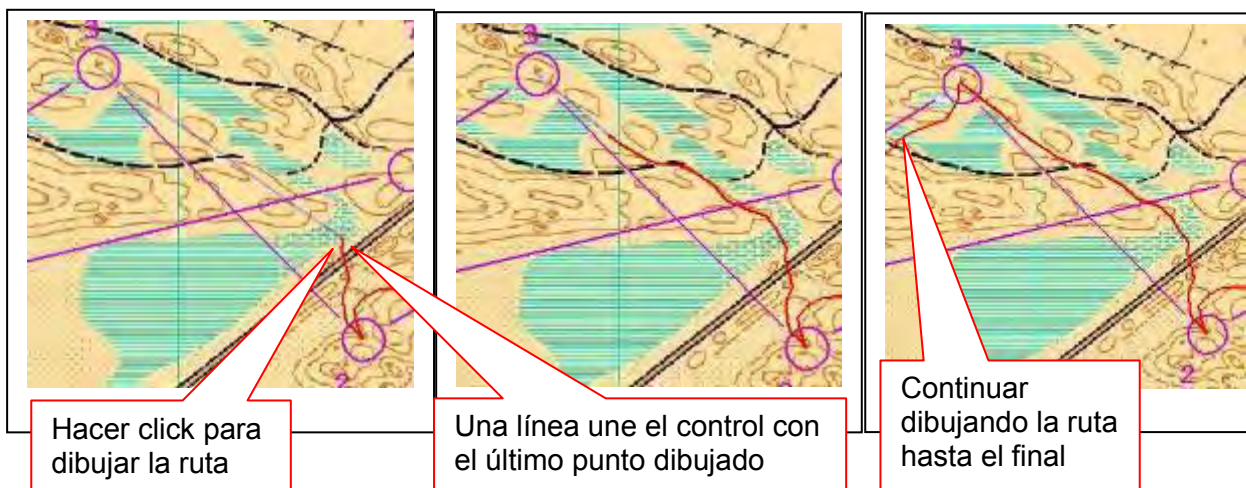 3
3
3
2
2
Hacer click para
dibujar la ruta
Una línea une el control con
el último punto dibujado
Continuar
dibujando la ruta
hasta el final